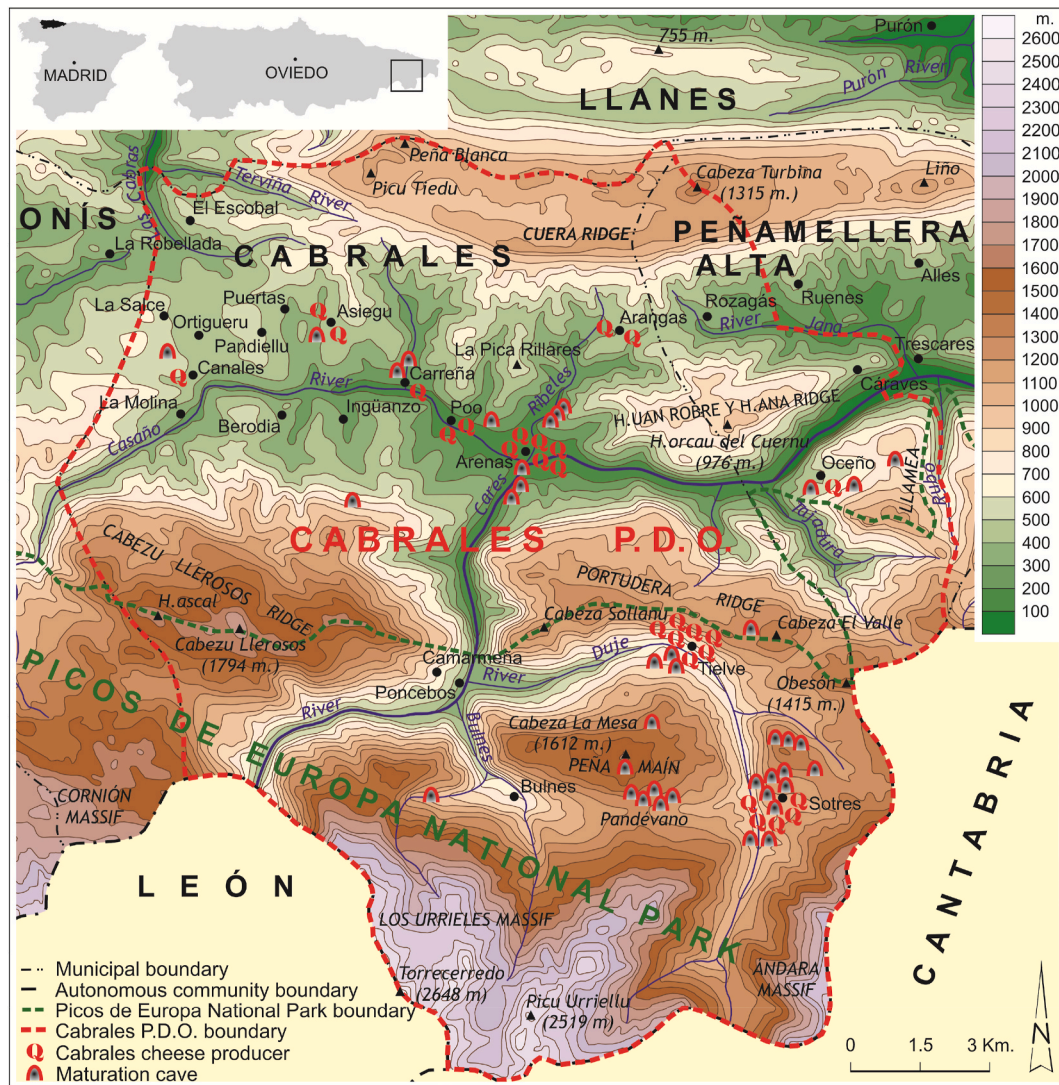 MADRID
OVIEDO
755 m.
Purón
Purón River
LLANES
m.
2600
2500
2400
2300
2200
2100
2000
1900
1800
1700
1600
1500
1400
1300
1200
1100
1000
900
800
700
600
500
400
300
200
100
Peña Blanca
Picu Tiedu
Cabeza Turbina
(1315 m.)
Liño
Las Cabras
Terviña River
El Escobal
ONÍS
La Robellada
CUERA RIDGE
CABRALES
PEÑAMELLERA
ALTA
Alles
Ruenes
Rozagás
River Jana
Trescares
La Salce
Puertas
Asiegu
Ortigueru
Pandiellu
Arangas
La Pica Rillares
Canales
Carreña
River
Ribeles
Cáraves
La Molina
Casaño
Berodia
Ingüanzo
Poo
H.UAN ROBRE Y H.ANA RIDGE
H.orcau del Cuernu
(976 m.)
Arenas
Oceño
LLAMEA
Rubó
Cares
CABRALES P.D.O.
CABEZU LLEROSOS RIDGE
PORTUDERA RIDGE
H.ascal
Cabezu Llerosos
(1794 m.)
Cabeza Sollanu
Cabeza El Valle
Tielve
Duje
River
Camarmeña
Poncebos
River
Obesón
(1415 m.)
Bulnes
Cabeza La Mesa
(1612 m.)
PEÑA MAÍN
PICOS DE EUROPA NATIONAL PARK
Bulnes
Pandévano
Sotres
CORNIÓN
MASSIF
LEÓN
CANTABRIA
LOS URRIELES MASSIF
Torrecerredo
(2648 m)
Picu Urriellu
(2519 m)
ÁNDARA
MASSIF
Municipal boundary
Autonomous community boundary
Picos de Europa National Park boundary
Cabrales P.D.O. boundary
Q Cabrales cheese producer
Maturation cave
0 1.5 3 Km.
N